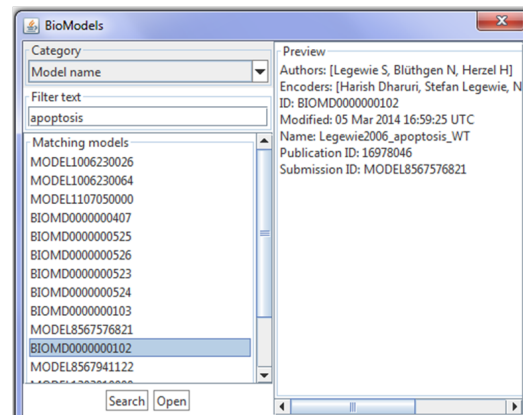 BioModels
Category
Model name
Filter text
apoptosis
Matching models
MODEL1006230026
MODEL1006230064
MODEL1107050000
BIOMD0000000407
BIOMD0000000525
BIOMD0000000526
BIOMD0000000523
BIOMD0000000524
BIOMD0000000103
MODEL8567576821
BIOMD0000000102
MODEL8567941122
Search Open
Preview
Authors: [Legewie S, Blüthgen N, Herzel H]
Encoders: [Harish Dharuri, Stefan Legewie, N
ID: BIOMD0000000102
Modified: 05 Mar 2014 16:59:25 UTC
Name: Legewie2006_apoptosis_WT
Publication ID: 16978046
Submission ID: MODEL8567576821